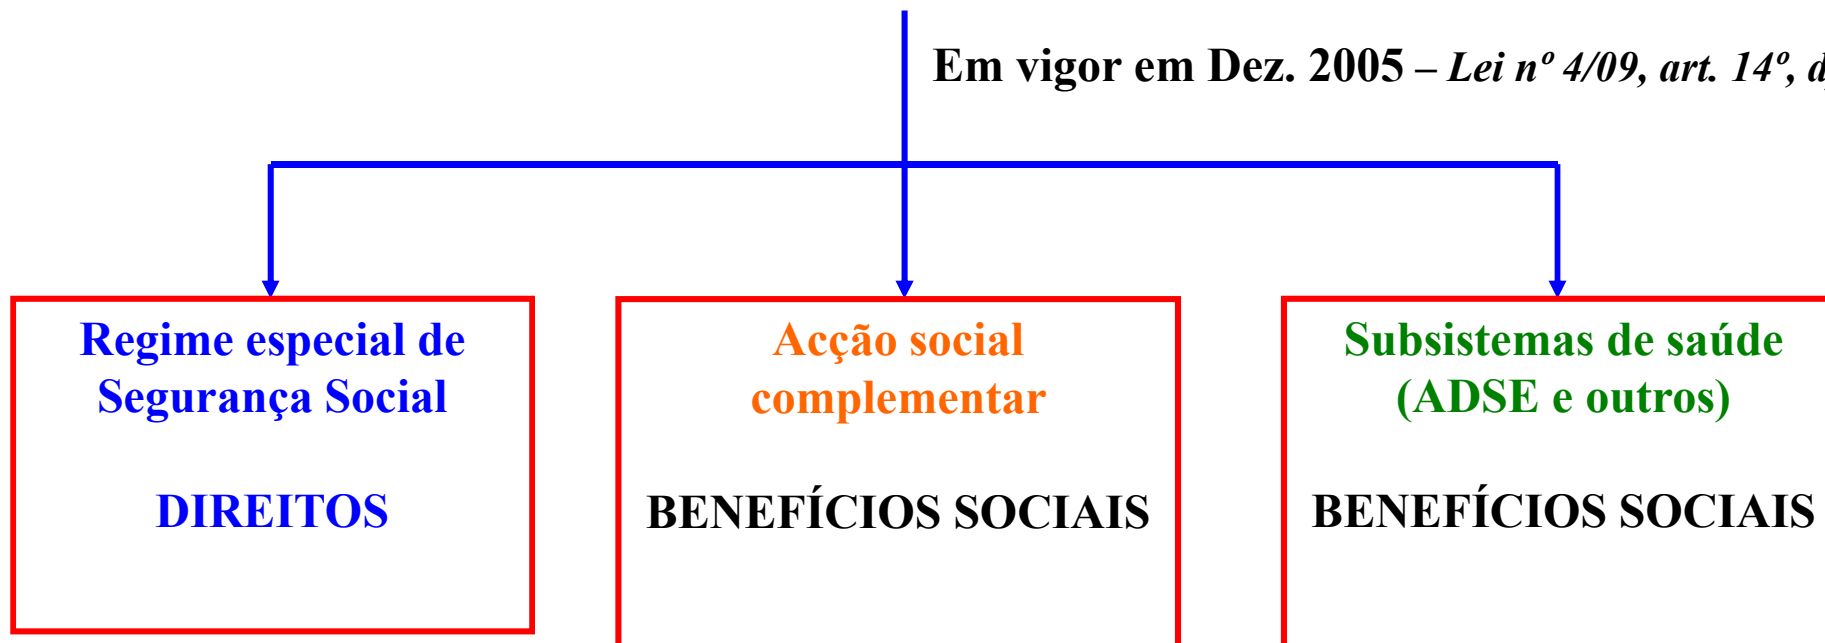 Em vigor em Dez. 2005 – Lei nº 4/09, art. 14º, d
Regime especial de
Segurança Social
DIREITOS
Acção social
complementar
BENEFÍCIOS SOCIAIS
Subsistemas de saúde
(ADSE e outros)
BENEFÍCIOS SOCIAIS